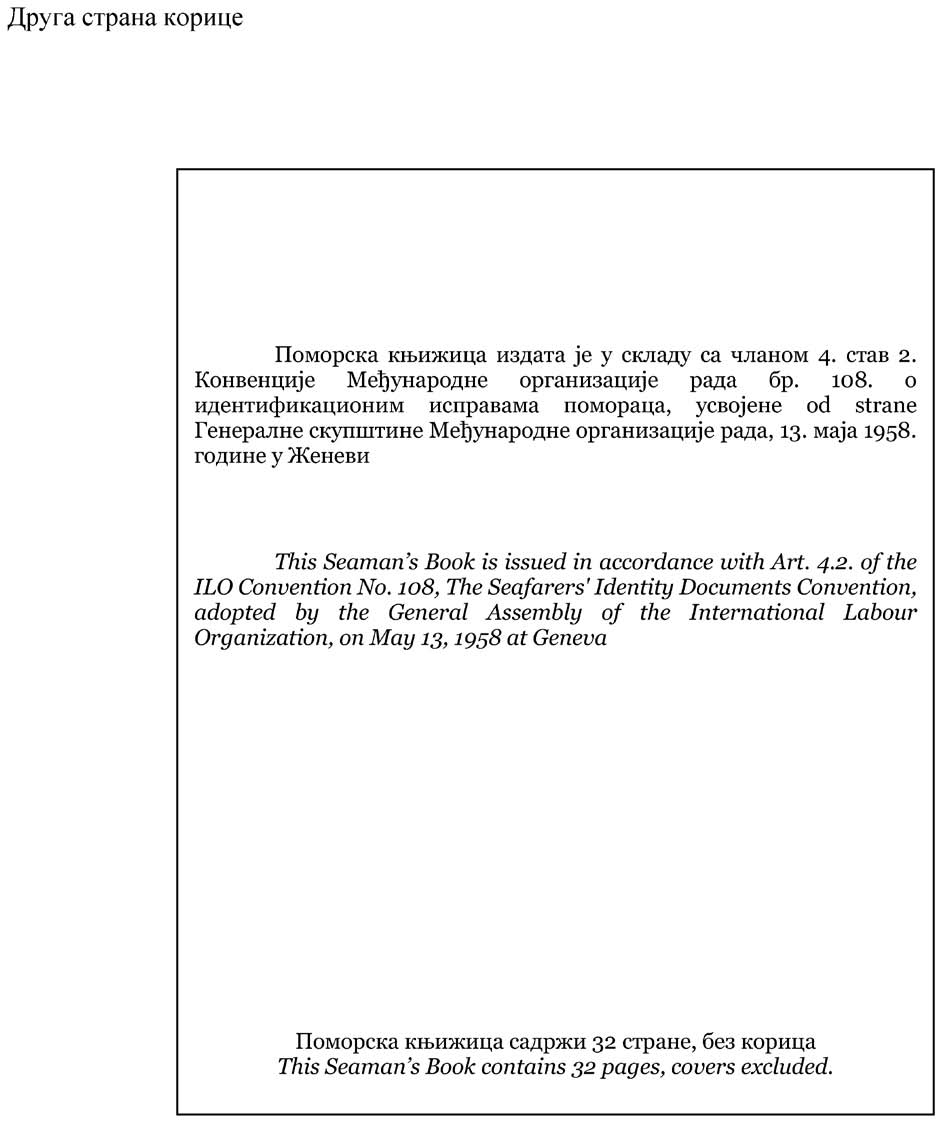 Друга страна корице
Поморска књижица издата је у складу са чланом 4. став 2.
Конвенције Међународне организације рада бр. 108. о
идентификационим исправама помораца, усвојене od strane
Генералне скупштине Међународне организације рада, 13. маја 1958.
године у Женеви
This Seaman’s Book is issued in accordance with Art. 4.2. of the
ILO Convention No. 108, The Seafarers' Identity Documents Convention,
adopted by the General Assembly of the International Labour
Organization, on May 13, 1958 at Geneva
Поморска књижица садржи 32 стране, без корица
This Seaman’s Book contains 32 pages, covers excluded.